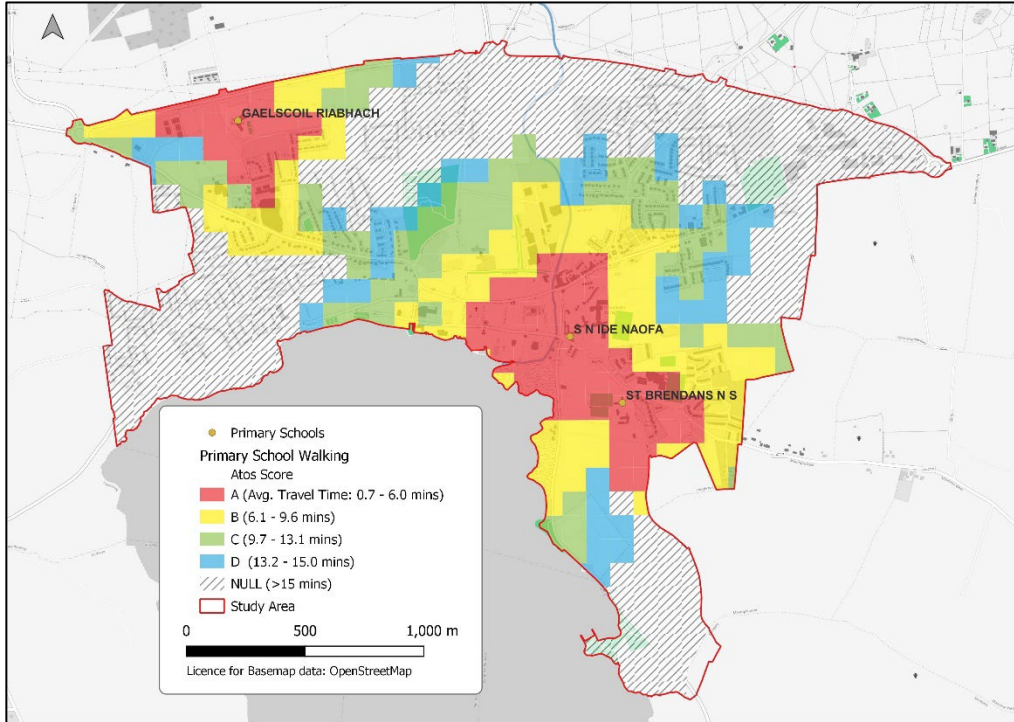 GAELSCOIL RIABHACH
S N IDE NAOFA
ST BRENDANS N S
Primary Schools
Primary School Walking
Atos Score
A (Avg. Travel Time: 0.7 - 6.0 mins)
B (6.1 - 9.6 mins)
C (9.7 - 13.1 mins)
D (13.2 - 15.0 mins)
NULL (>15 mins)
Study Area
0 500 1,000 m
Licence for Basemap data: OpenStreetMap